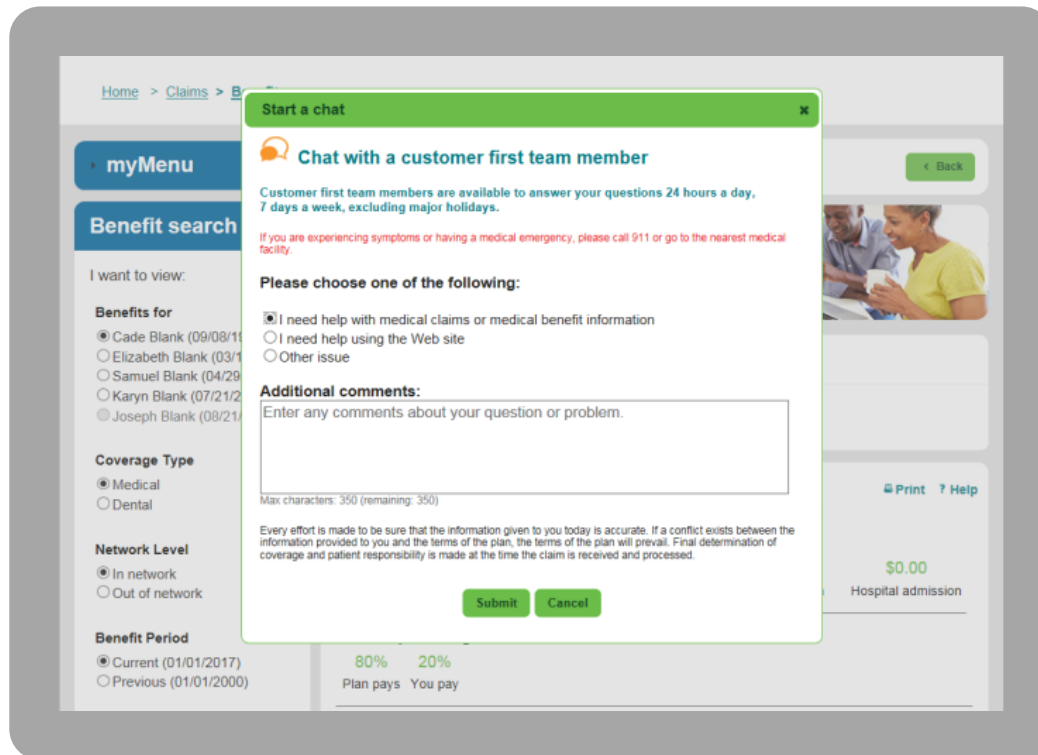 Home > Claims > B
Start a chat
Chat with a customer first team member
Customer first team members are available to answer your questions 24 hours a day,
7 days a week, excluding major holidays.
If you are experiencing symptoms or having a medical emergency, please call 911 or go to the nearest medical
facility.
Please choose one of the following:
I need help with medical claims or medical benefit information
I need help using the Web site
Other issue
Additional comments:
Enter any comments about your question or problem.
Max characters: 350 (remaining: 350)
Every effort is made to be sure that the information given to you today is accurate. If a conflict exists between the
information provided to you and the terms of the plan, the terms of the plan will prevail. Final determination of
coverage and patient responsibility is made at the time the claim is received and processed.
Submit Cancel
myMenu
< Back
Benefit search
I want to view:
Benefits for
Cade Blank (09/08/19
Elizabeth Blank (03/1
Samuel Blank (04/29
Karyn Blank (07/21/2
Joseph Blank (08/21/
Coverage Type
Medical
Dental
Network Level
In network
Out of network
Benefit Period
Current (01/01/2017)
Previous (01/01/2000)
Print ? Help
$0.00
Hospital admission
80% 20%
Plan pays You pay